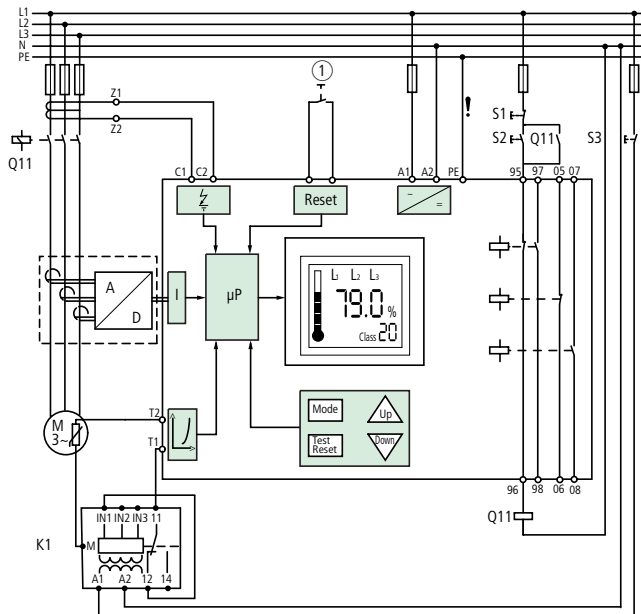 L1
L2
L3
N
PE
Z1
Z2
1
!
S1
S2
Q11
S3
Q11
C1 C2
A1 A2 PE
95 97 05 07
Reset
~
=
A
D
I
µP
L1 L2 L3
79.0 %
Class 20
M
3~
T2
T1
Mode
Up
Test
Reset
Down
96 98 06 08
Q11
IN1 IN2 IN3 11
K1
M
A1 A2 12 14